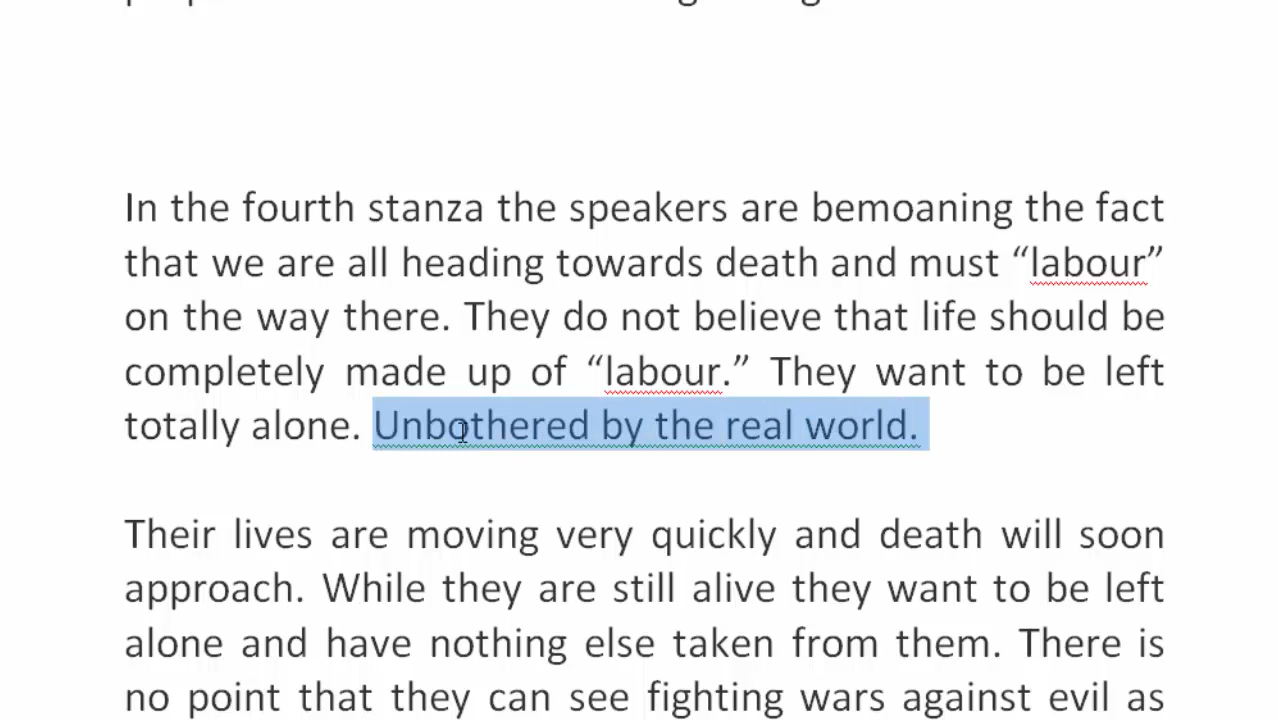 In the fourth stanza the speakers are bemoaning the fact
that we are all heading towards death and must “labour”
on the way there. They do not believe that life should be
completely made up of “labour.” They want to be left
totally alone. Unbothered by the real world.
Their lives are moving very quickly and death will soon
approach. While they are still alive they want to be left
alone and have nothing else taken from them. There is
no point that they can see fighting wars against evil as